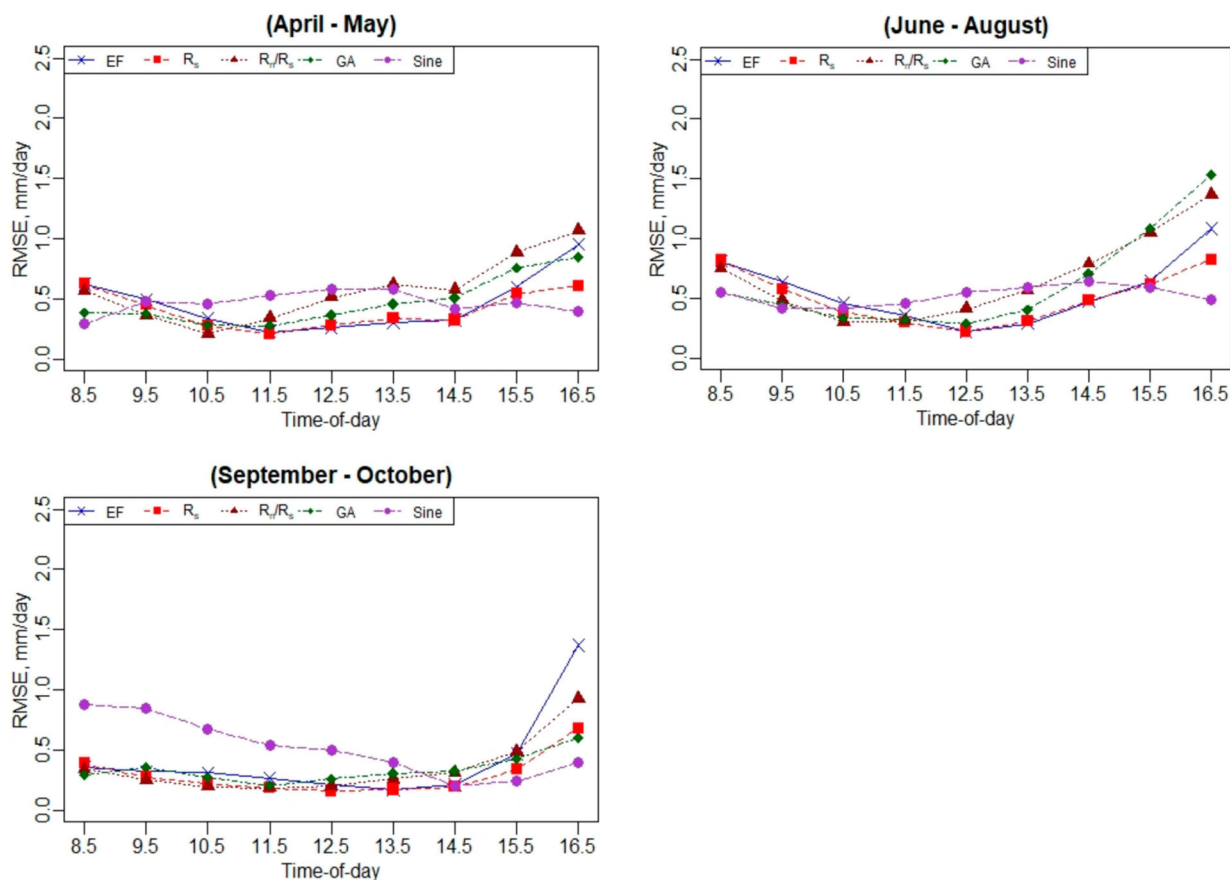 (April - May)
EF Rs Rn/Rs GA Sine
RMSE, mm/day
2.5
2.0
1.5
1.0
0.5
0.0
8.5 9.5 10.5 11.5 12.5 13.5 14.5 15.5 16.5
Time-of-day
(June - August)
EF Rs Rn/Rs GA Sine
RMSE, mm/day
2.5
2.0
1.5
1.0
0.5
0.0
8.5 9.5 10.5 11.5 12.5 13.5 14.5 15.5 16.5
Time-of-day
(September - October)
EF Rs Rn/Rs GA Sine
RMSE, mm/day
2.5
2.0
1.5
1.0
0.5
0.0
8.5 9.5 10.5 11.5 12.5 13.5 14.5 15.5 16.5
Time-of-day